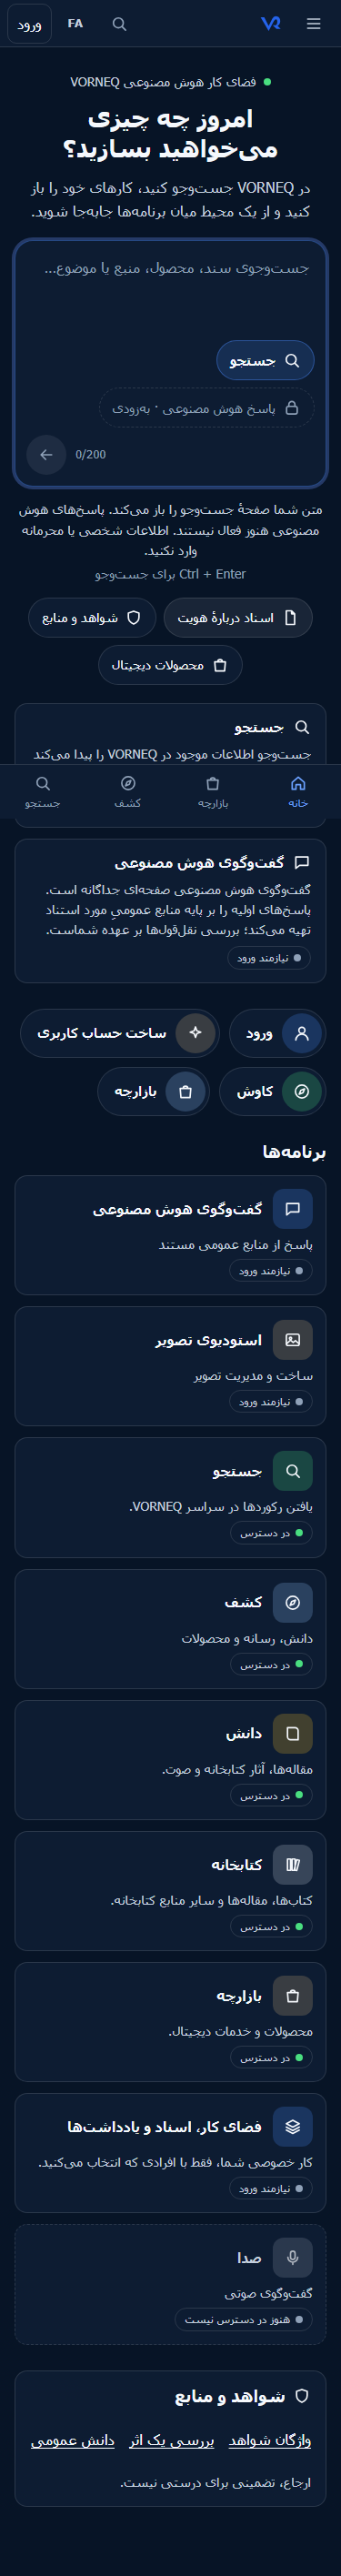 ورود
FA
فضای کار هوش مصنوعی VORNEQ
امروز چه چیزی
می‌خواهید بسازید؟
در VORNEQ جست‌وجو کنید، کارهای خود را باز
کنید و از یک محیط میان برنامه‌ها جابه‌جا شوید.
جست‌وجوی سند، محصول، منبع یا موضوع...
جستجو
پاسخ هوش مصنوعی · به‌زودی
0/200
متن شما صفحهٔ جست‌وجو را باز می‌کند. پاسخ‌های هوش
مصنوعی هنوز فعال نیستند. اطلاعات شخصی یا محرمانه
وارد نکنید.
Ctrl + Enter برای جست‌وجو
اسناد دربارهٔ هویت
شواهد و منابع
محصولات دیجیتال
جستجو
جست‌وجو اطلاعات موجود در VORNEQ را پیدا می‌کند
خانه
بازارچه
کشف
جستجو
گفت‌وگوی هوش مصنوعی
گفت‌وگوی هوش مصنوعی صفحه‌ای جداگانه است.
پاسخ‌های اولیه را بر پایه منابع عمومیِ مورد استناد
تهیه می‌کند؛ بررسی نقل‌قول‌ها بر عهده شماست.
نیازمند ورود
ورود
ساخت حساب کاربری
کاوش
بازارچه
برنامه‌ها
گفت‌وگوی هوش مصنوعی
پاسخ از منابع عمومی مستند
نیازمند ورود
استودیوی تصویر
ساخت و مدیریت تصویر
نیازمند ورود
جستجو
یافتن رکوردها در سراسر VORNEQ.
در دسترس
کشف
دانش، رسانه و محصولات
در دسترس
دانش
مقاله‌ها، آثار کتابخانه و صوت.
در دسترس
کتابخانه
کتاب‌ها، مقاله‌ها و سایر منابع کتابخانه.
در دسترس
بازارچه
محصولات و خدمات دیجیتال.
در دسترس
فضای کار، اسناد و یادداشت‌ها
کار خصوصی شما، فقط با افرادی که انتخاب می‌کنید.
نیازمند ورود
صدا
گفت‌وگوی صوتی
هنوز در دسترس نیست
شواهد و منابع
واژگان شواهد
بررسی یک اثر
دانش عمومی
ارجاع، تضمینی برای درستی نیست.